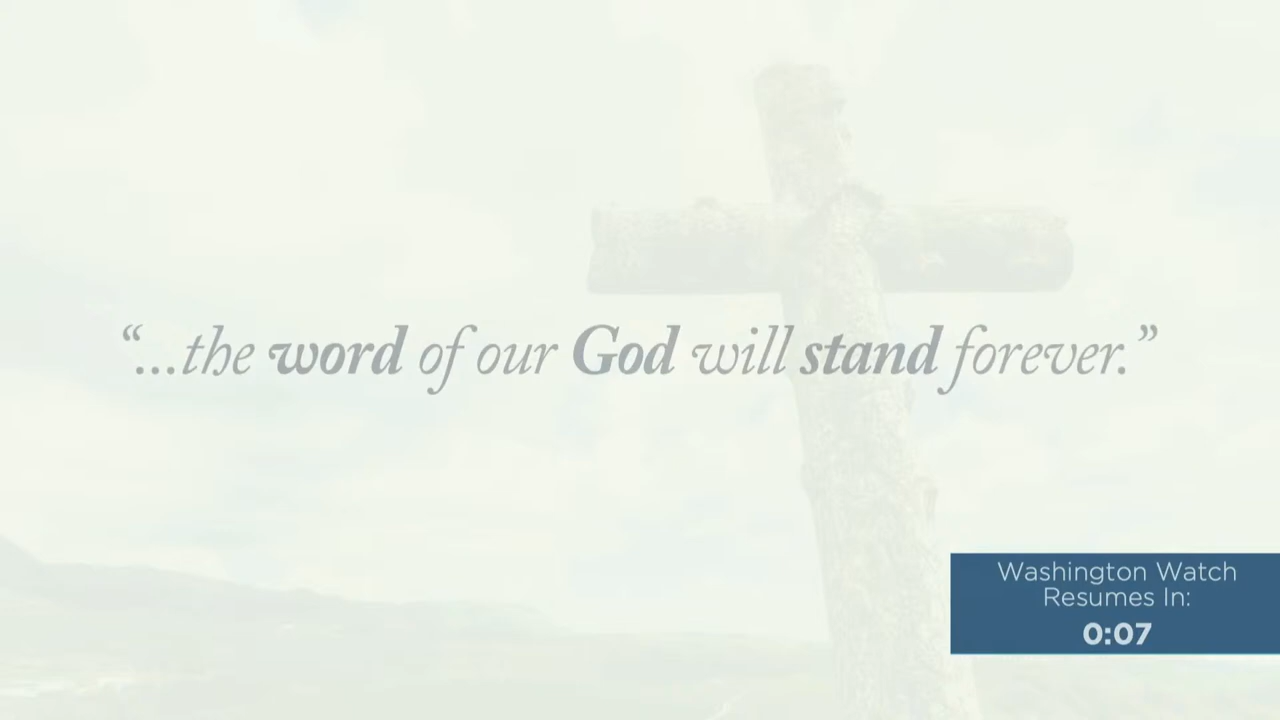 “...the word of our God will stand forever.”
Washington Watch
Resumes In:
0:07